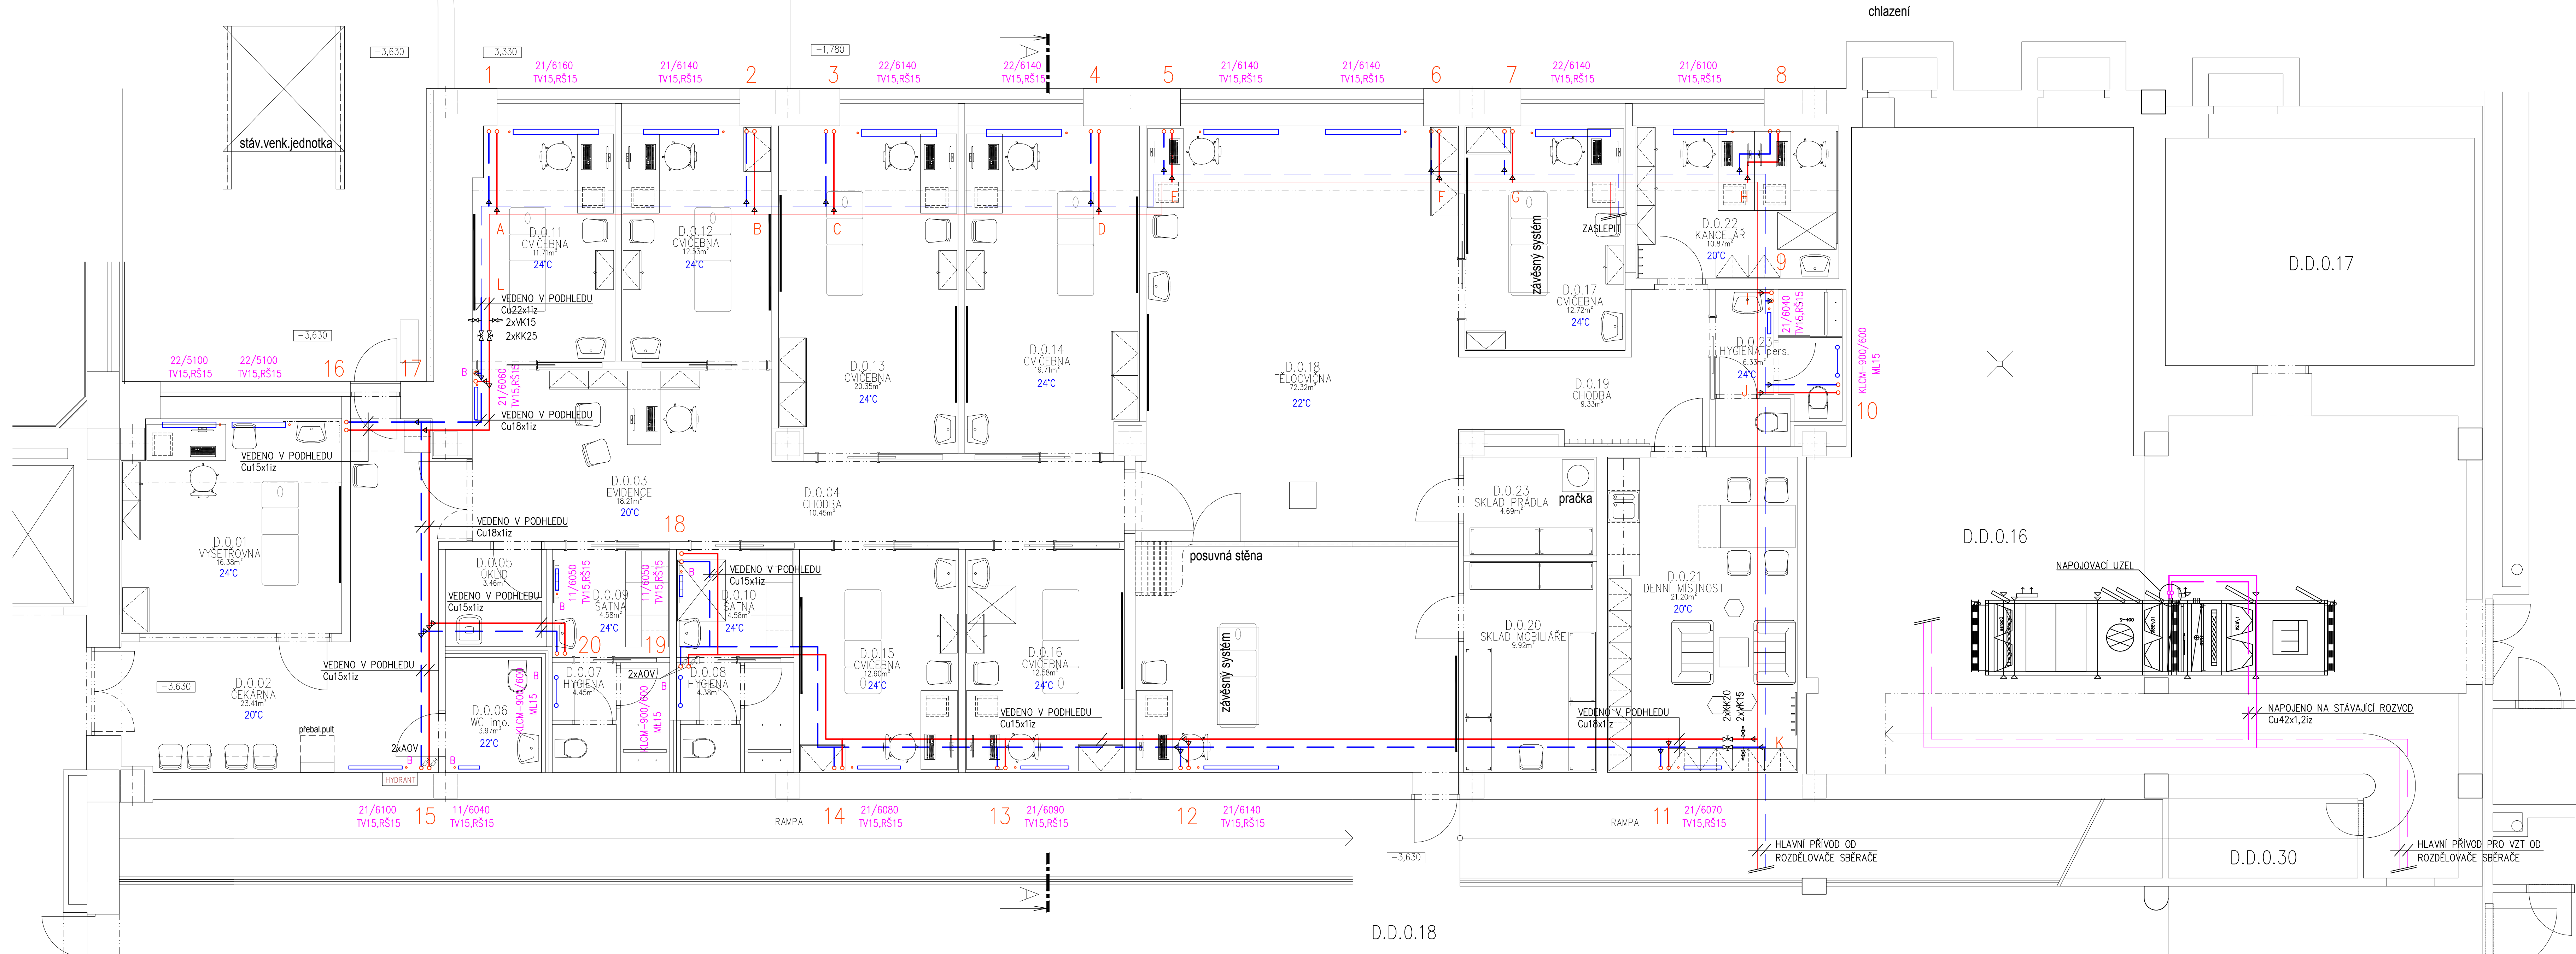 chlazení
-3,630
-3,330
-1,780
A
1
21/6160
TV15,RŠ15
21/6140
TV15,RŠ15
2
3
22/6140
TV15,RŠ15
22/6140
TV15,RŠ15
4
5
21/6140
TV15,RŠ15
21/6140
TV15,RŠ15
6
7
22/6140
TV15,RŠ15
21/6100
TV15,RŠ15
8
stáv.venk.jednotka
A
B
C
D
E
F
G
H
D.0.11
CVIČEBNA
11.71m²
24°C
D.0.12
CVIČEBNA
12.53m²
24°C
závěsný systém
ZASLEPIT
D.0.22
KANCELÁŘ
10.87m²
20°C
9
D.D.0.17
L
VEDENO V PODHLEDU
Cu22x1iz
2xVK15
2xKK25
D.0.17
CVIČEBNA
12.72m²
24°C
21/6040
TV15,RŠ15
-3,630
D.0.23
HYGIENA pers.
6.33m²
24°C
KLCM-900/600
ML15
22/5100
TV15,RŠ15
22/5100
TV15,RŠ15
16
17
B
21/6060
TV15,RŠ15
D.0.13
CVIČEBNA
20.35m²
24°C
D.0.14
CVIČEBNA
19.71m²
24°C
D.0.18
TĚLOCVIČNA
72.32m²
22°C
D.0.19
CHODBA
9.33m²
J
10
VEDENO V PODHLEDU
Cu18x1iz
VEDENO V PODHLEDU
Cu15x1iz
D.0.03
EVIDENCE
18.21m²
20°C
D.0.04
CHODBA
10.45m²
D.0.23
SKLAD PRÁDLA
4.69m²
pračka
VEDENO V PODHLEDU
Cu18x1iz
18
D.0.01
VYŠETŘOVNA
16.38m²
24°C
D.D.0.16
posuvná stěna
D.0.05
ÚKLID
3.46m²
VEDENO V PODHLEDU
Cu15x1iz
11/6050
TV15,RŠ15
B
D.0.09
ŠATNA
4.58m²
24°C
11/6050
TV15,RŠ15
B
VEDENO V PODHLEDU
Cu15x1iz
D.0.10
ŠATNA
4.58m²
24°C
D.0.21
DENNÍ MÍSTNOST
21.20m²
20°C
NAPOJOVACÍ UZEL
20
19
D.0.20
SKLAD MOBILIÁŘE
9.92m²
VEDENO V PODHLEDU
Cu15x1iz
D.0.15
CVIČEBNA
12.60m²
24°C
D.0.16
CVIČEBNA
12.58m²
24°C
závěsný systém
-3,630
D.0.02
ČEKÁRNA
23.41m²
20°C
D.0.06
WC imo.
3.97m²
22°C
KLCM-900/600
ML15
B
D.0.07
HYGIENA
4.45m²
2xAOV
B
KLCM-900/600
ML15
D.0.08
HYGIENA
4.38m²
VEDENO V PODHLEDU
Cu15x1iz
VEDENO V PODHLEDU
Cu18x1iz
2xKK20
2xVK15
K
NAPOJENO NA STÁVAJÍCÍ ROZVOD
Cu42x1,2iz
přebal.pult
2xAOV
B
B
HYDRANT
21/6100
TV15,RŠ15
15
11/6040
TV15,RŠ15
RAMPA
14
21/6080
TV15,RŠ15
13
21/6090
TV15,RŠ15
12
21/6140
TV15,RŠ15
RAMPA
11
21/6070
TV15,RŠ15
-3,630
HLAVNÍ PŘÍVOD OD
ROZDĚLOVAČE SBĚRAČE
D.D.0.30
HLAVNÍ PŘÍVOD PRO VZT OD
ROZDĚLOVAČE SBĚRAČE
A
D.D.0.18